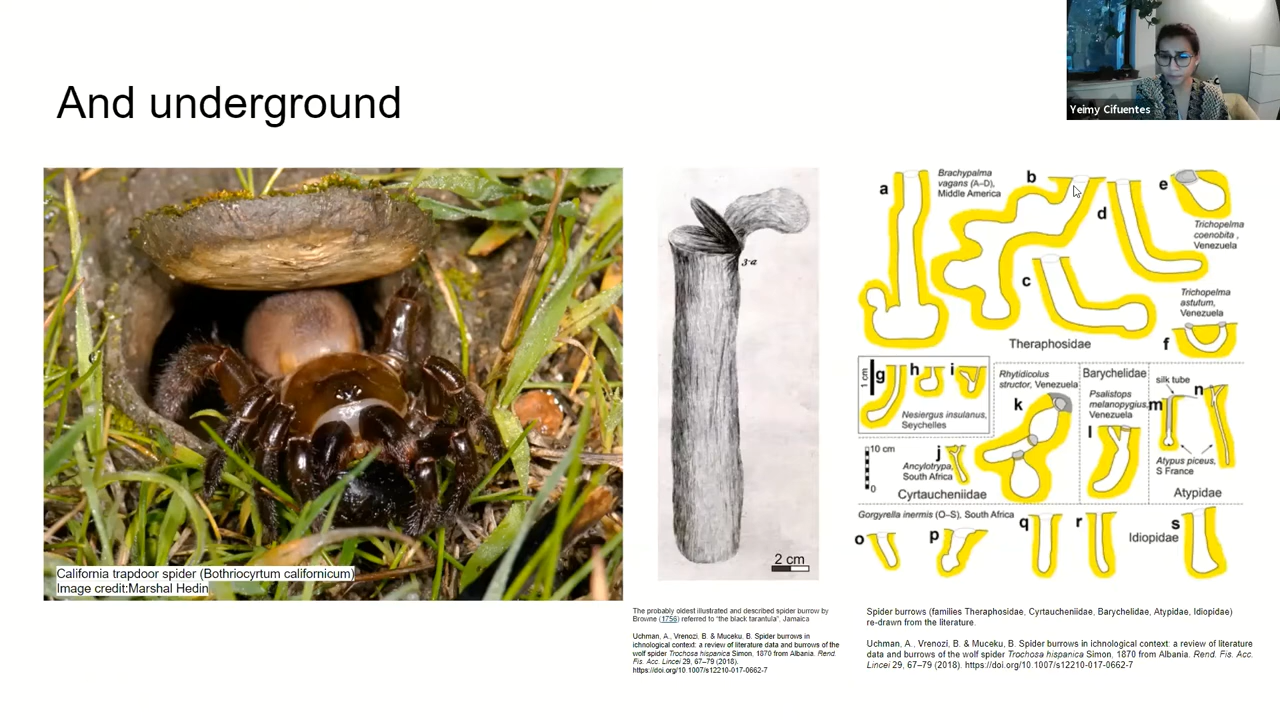 And underground
Yeimy Cifuentes
California trapdoor spider (Bothriocyrtum californicum)
Image credit:Marshal Hedin
3-a
2 cm
The probably oldest illustrated and described spider burrow by
Browne (1756) referred to "the black tarantula", Jamaica
Uchman, A., Vrenozi, B. & Muceku, B. Spider burrows in
ichnological context: a review of literature data and burrows of the
wolf spider Trochosa hispanica Simon, 1870 from Albania. Rend.
Fis. Acc. Lincei 29, 67–79 (2018).
https://doi.org/10.1007/s12210-017-0662-7
a
Brachypalma
vagans (A–D),
Middle America
b
c
d
e
Trichopelma
coenobita ,
Venezuela
Trichopelma
astutum,
Venezuela
f
Theraphosidae
1 cm
g
h
i
Nesiergus insulanus,
Seychelles
Rhytidicolus
structor, Venezuela
k
Barychelidae
Psalistops
melanopygius,
Venezuela
l
silk tube
m
n
Atypus piceus,
S France
Atypidae
10 cm
0
j
Ancylotrypa,
South Africa
Cyrtaucheniidae
Gorgyrella inermis (O–S), South Africa
o
p
q
r
s
Idiopidae
Spider burrows (families Theraphosidae, Cyrtaucheniidae, Barychelidae, Atypidae, Idiopidae)
re-drawn from the literature.
Uchman, A., Vrenozi, B. & Muceku, B. Spider burrows in ichnological context: a review of literature
data and burrows of the wolf spider Trochosa hispanica Simon, 1870 from Albania. Rend. Fis. Acc.
Lincei 29, 67–79 (2018). https://doi.org/10.1007/s12210-017-0662-7